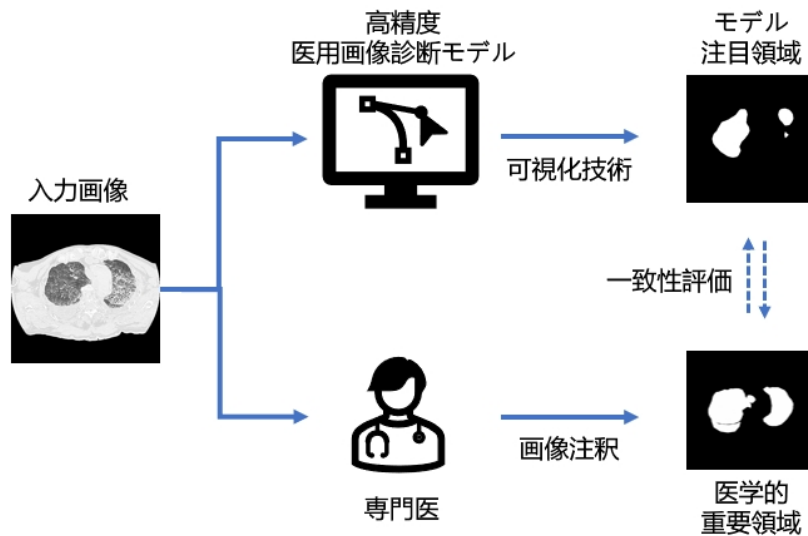 高精度
医用画像診断モデル
モデル
注目領域
可視化技術
入力画像
一致性評価
画像注釈
専門医
医学的
重要領域